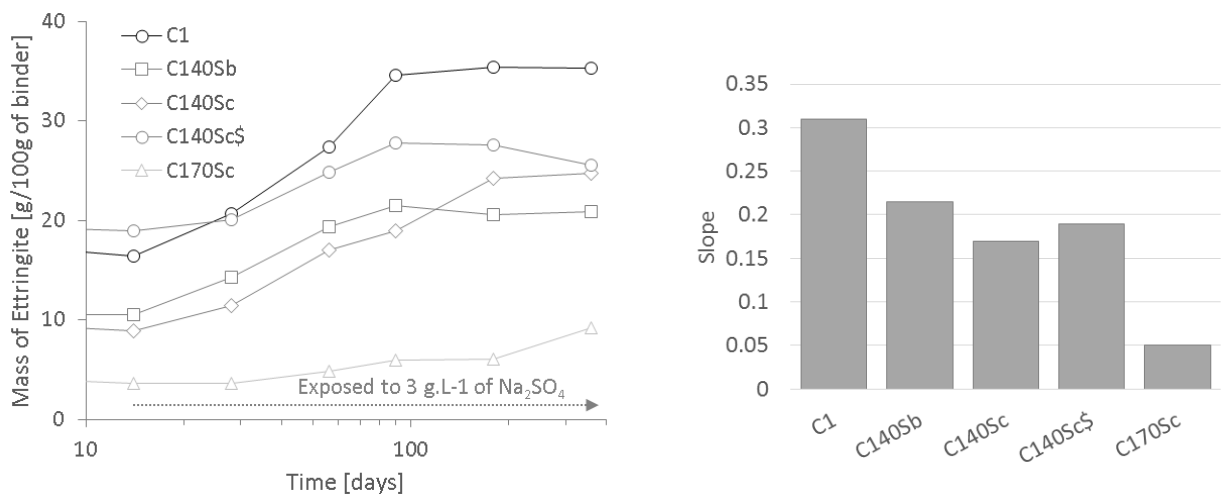 Mass of Ettringite [g/100g of binder]
40
30
20
10
0
C1
C140Sb
C140Sc
C140Sc$
C170Sc
Exposed to 3 g.L-1 of Na₂SO₄
10
100
Time [days]
Slope
0.35
0.3
0.25
0.2
0.15
0.1
0.05
0
C1
C140Sb
C140Sc
C140Sc$
C170Sc